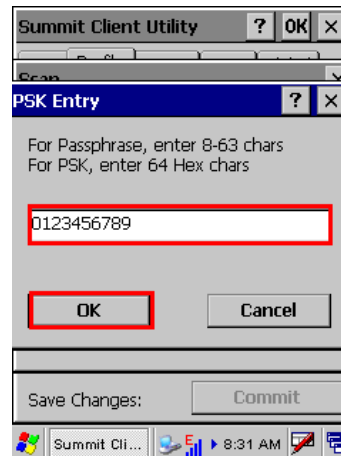 Summit Client Utility ? OK ×
Scan
PSK Entry ? ×
For Passphrase, enter 8-63 chars
For PSK, enter 64 Hex chars
0123456789
OK Cancel
Save Changes: Commit
Summit Cli... E 8:31 AM